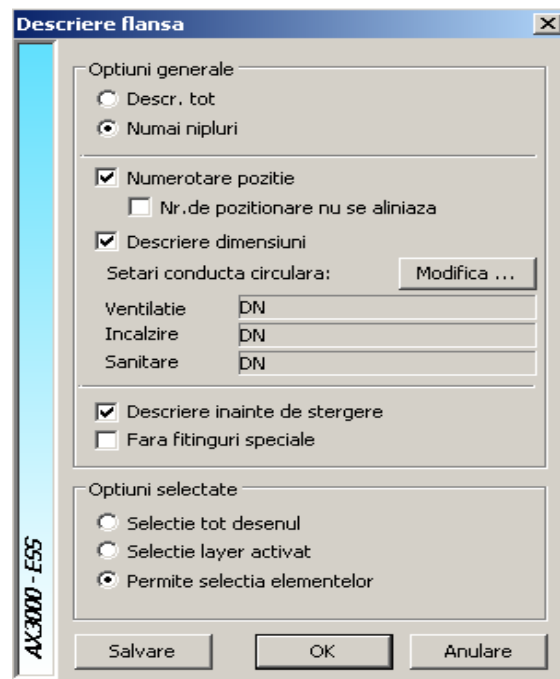 Descriere flansa
Optiuni generale
Descr. tot
Numai nipluri
Numerotare pozitie
Nr.de pozitionare nu se aliniaza
Descriere dimensiuni
Setari conducta circulara:
Modifica ...
Ventilatie
DN
Incalzire
DN
Sanitare
DN
Descriere inainte de stergere
Fara fitinguri speciale
Optiuni selectate
Selectie tot desenul
Selectie layer activat
Permite selectia elementelor
AX3000 - ESS
Salvare
OK
Anulare